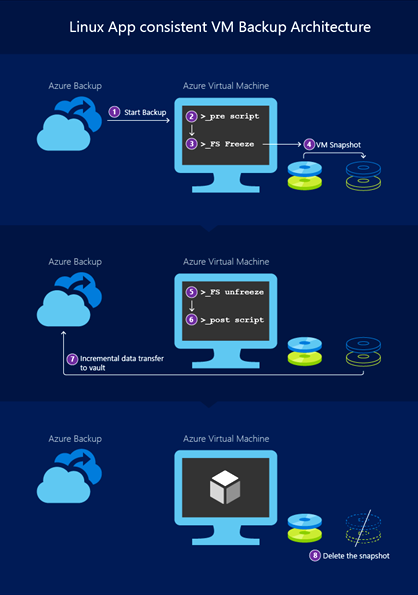 Linux App consistent VM Backup Architecture
Azure Backup
Azure Virtual Machine
1 Start Backup
2 >_pre script
3 >_FS Freeze
4 VM Snapshot
Azure Backup
Azure Virtual Machine
5 >_FS unfreeze
6 >_post script
7 Incremental data transfer
to vault
Azure Backup
Azure Virtual Machine
8 Delete the snapshot